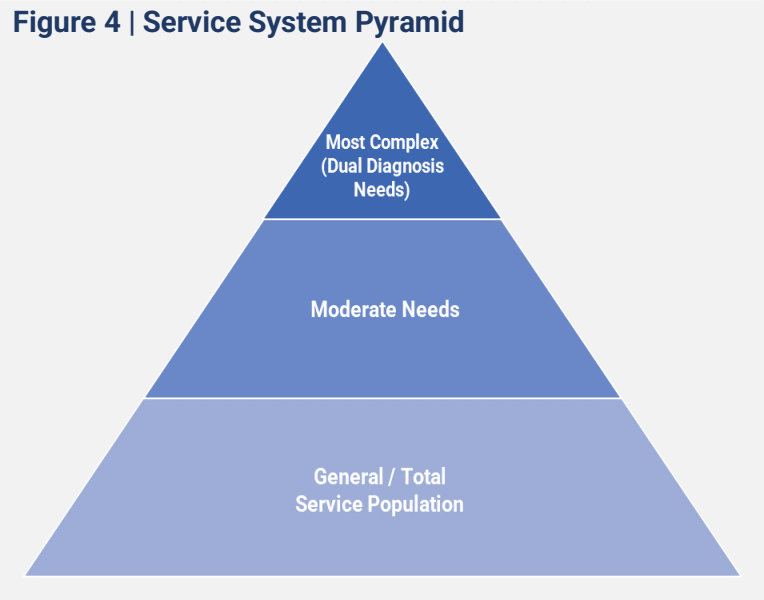 Figure 4 | Service System Pyramid
Most Complex
(Dual Diagnosis
Needs)
Moderate Needs
General / Total
Service Population